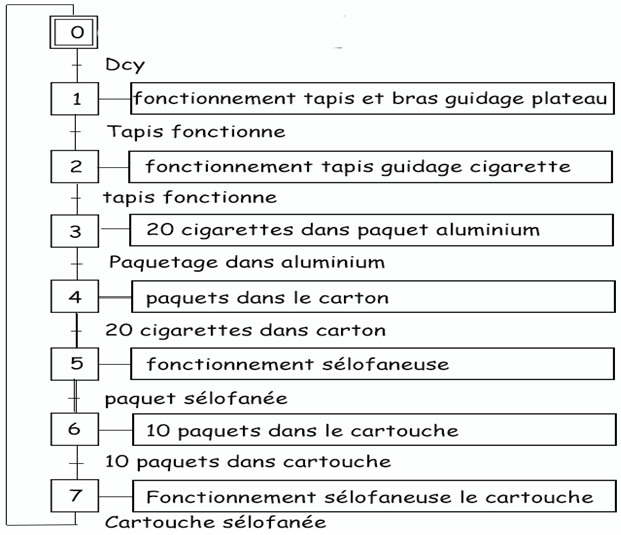 0
Dcy
1 fonctionnement tapis et bras guidage plateau
Tapis fonctionne
2 fonctionnement tapis guidage cigarette
tapis fonctionne
3 20 cigarettes dans paquet aluminium
Paquetage dans aluminium
4 paquets dans le carton
20 cigarettes dans carton
5 fonctionnement sélofaneuse
paquet sélofanée
6 10 paquets dans le cartouche
10 paquets dans cartouche
7 Fonctionnement sélofaneuse le cartouche
Cartouche sélofanée